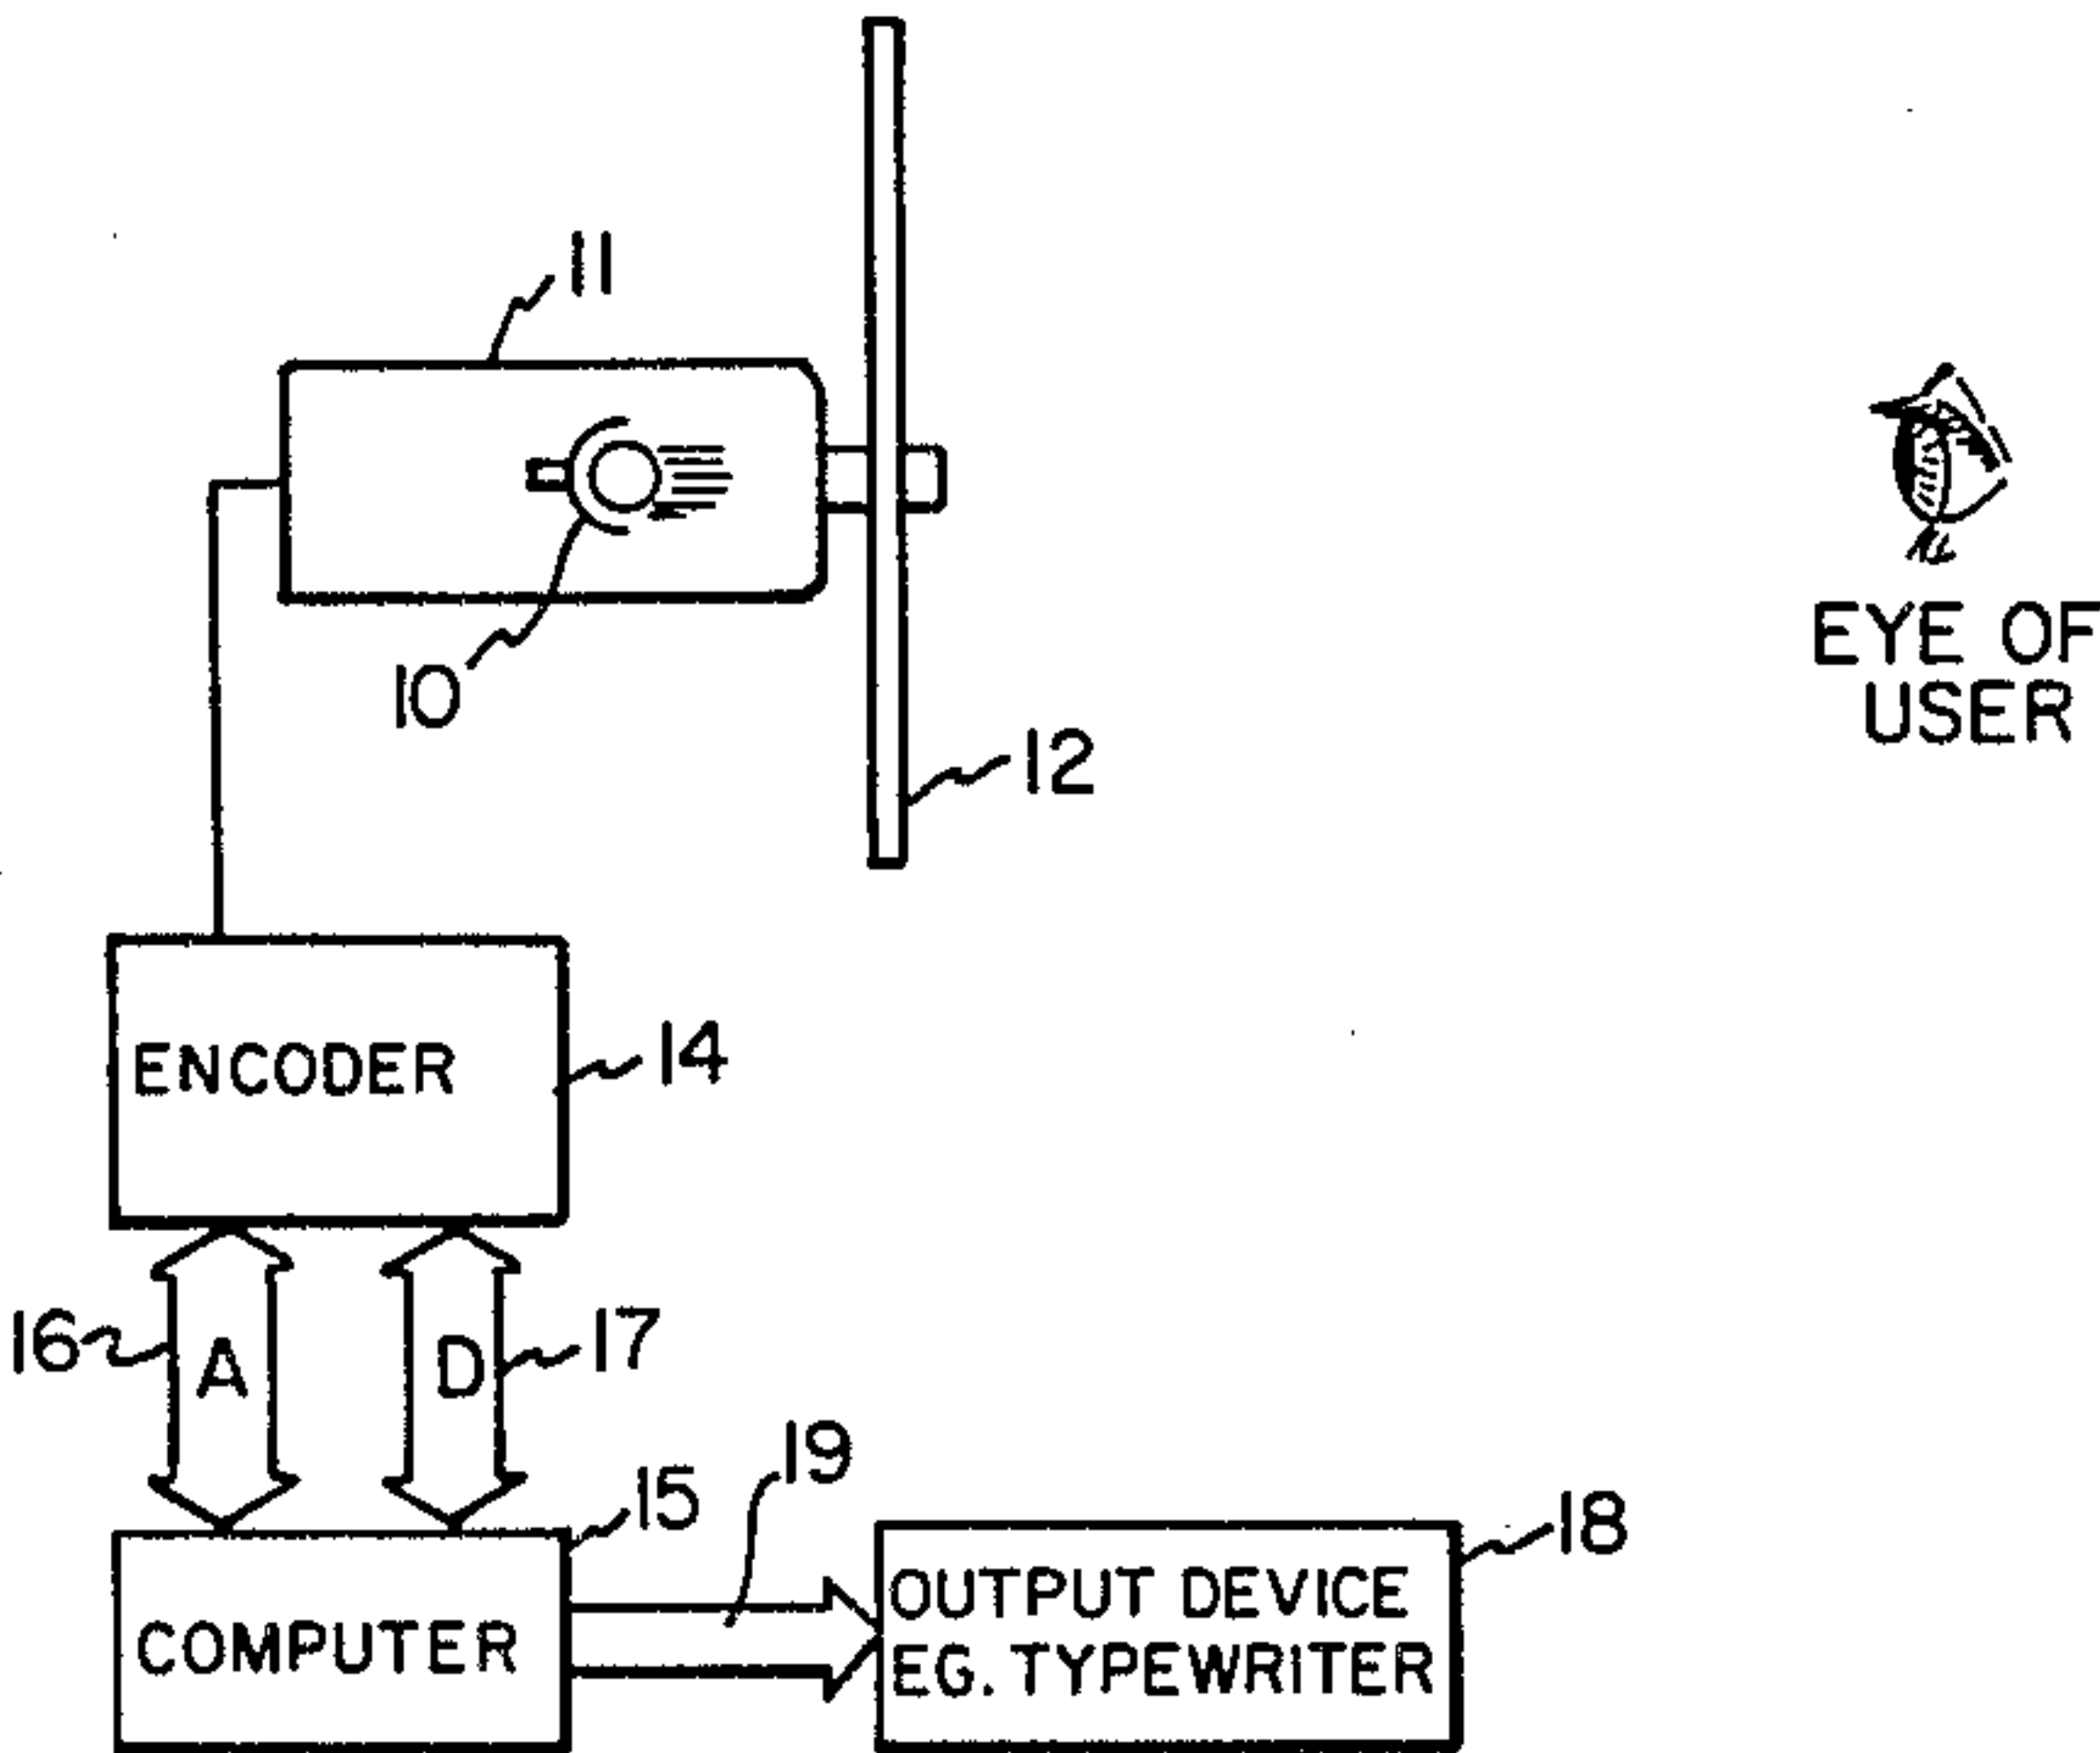 11
10
EYE OF
USER
12
ENCODER
14
16
A
D
17
19
15
18
OUTPUT DEVICE
COMPUTER
EG. TYPEWRITER